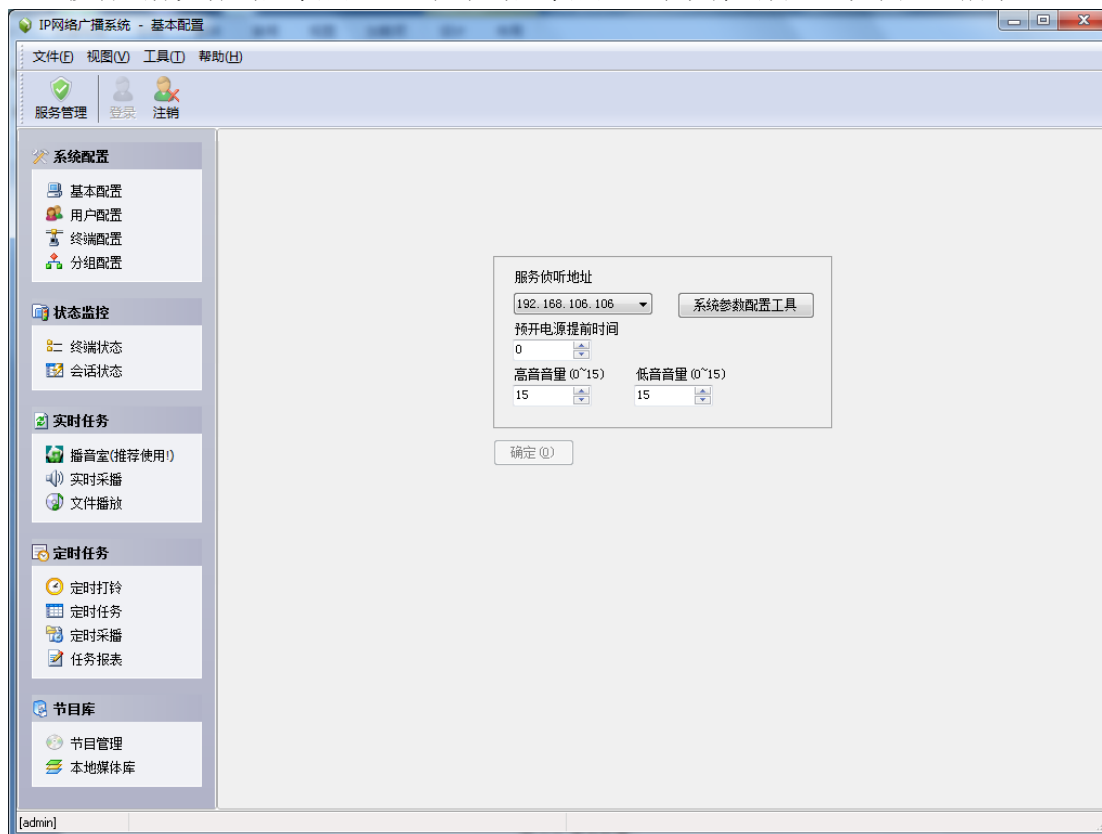 IP网络广播系统 - 基本配置
文件(F) 视图(V) 工具(T) 帮助(H)
服务管理 登录 注销
系统配置
基本配置
用户配置
终端配置
分组配置
状态监控
终端状态
会话状态
实时任务
播音室(推荐使用!)
实时采播
文件播放
定时任务
定时打铃
定时任务
定时采播
任务报表
节目库
节目管理
本地媒体库
服务侦听地址
192.168.106.106 系统参数配置工具
预开电源提前时间
0
高音音量(0~15) 低音音量(0~15)
15 15
确定(O)
[admin]